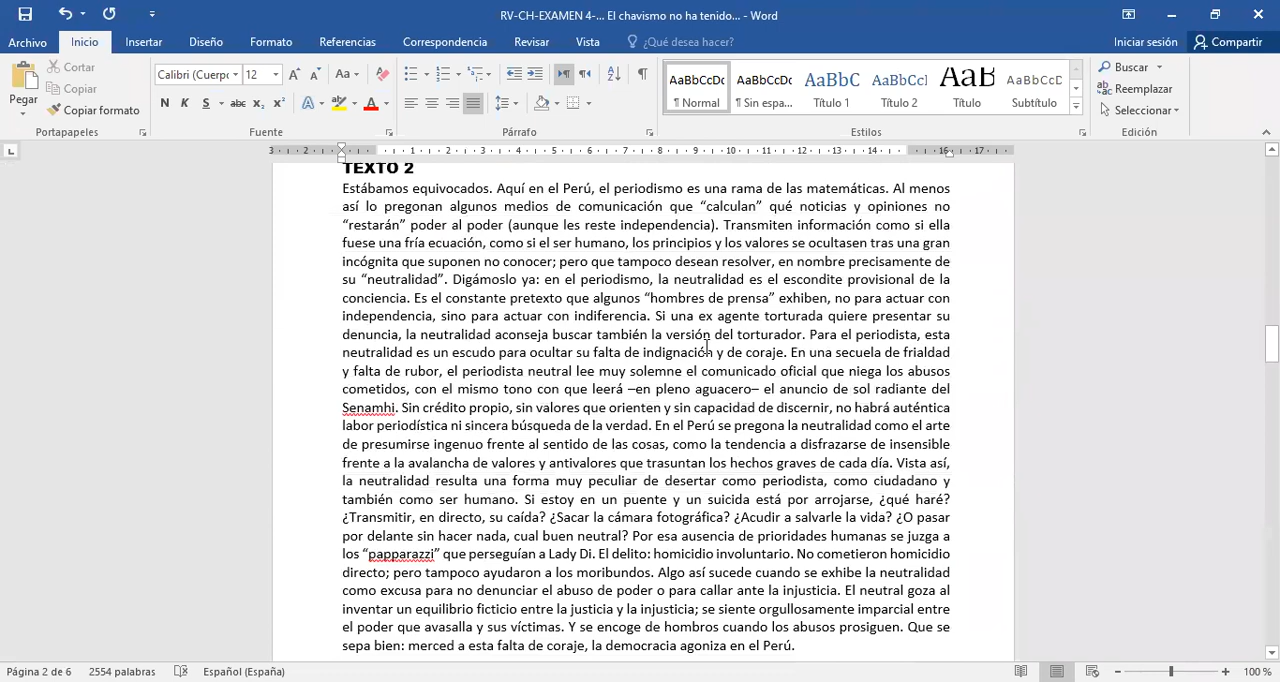 RV-CH-EXAMEN 4-... El chavismo no ha tenido... - Word
Archivo Inicio Insertar Diseño Formato Referencias Correspondencia Revisar Vista ¿Qué desea hacer? Iniciar sesión Compartir
Pegar
Cortar
Copiar
Copiar formato
Portapapeles
Calibri (Cuerpo 12
N K S abc x₂ x²
Fuente
Párrafo
AaBbCcDc AaBbCcDc AaBbC AaBbCcI AaB AaBbCcD
¶ Normal ¶ Sin espa... Título 1 Título 2 Título Subtítulo
Estilos
Buscar
Reemplazar
Seleccionar
Edición
3 2 1 2 3 4 5 6 7 8 9 10 11 12 13 14 16 17
TEXTO 2
Estábamos equivocados. Aquí en el Perú, el periodismo es una rama de las matemáticas. Al menos
así lo pregonan algunos medios de comunicación que “calculan” qué noticias y opiniones no
“restarán” poder al poder (aunque les reste independencia). Transmiten información como si ella
fuese una fría ecuación, como si el ser humano, los principios y los valores se ocultasen tras una gran
incógnita que suponen no conocer; pero que tampoco desean resolver, en nombre precisamente de
su “neutralidad”. Digámoslo ya: en el periodismo, la neutralidad es el escondite provisional de la
conciencia. Es el constante pretexto que algunos “hombres de prensa” exhiben, no para actuar con
independencia, sino para actuar con indiferencia. Si una ex agente torturada quiere presentar su
denuncia, la neutralidad aconseja buscar también la versión del torturador. Para el periodista, esta
neutralidad es un escudo para ocultar su falta de indignación y de coraje. En una secuela de frialdad
y falta de rubor, el periodista neutral lee muy solemne el comunicado oficial que niega los abusos
cometidos, con el mismo tono con que leerá –en pleno aguacero– el anuncio de sol radiante del
Senamhi. Sin crédito propio, sin valores que orienten y sin capacidad de discernir, no habrá auténtica
labor periodística ni sincera búsqueda de la verdad. En el Perú se pregona la neutralidad como el arte
de presumirse ingenuo frente al sentido de las cosas, como la tendencia a disfrazarse de insensible
frente a la avalancha de valores y antivalores que trasuntan los hechos graves de cada día. Vista así,
la neutralidad resulta una forma muy peculiar de desertar como periodista, como ciudadano y
también como ser humano. Si estoy en un puente y un suicida está por arrojarse, ¿qué haré?
¿Transmitir, en directo, su caída? ¿Sacar la cámara fotográfica? ¿Acudir a salvarle la vida? ¿O pasar
por delante sin hacer nada, cual buen neutral? Por esa ausencia de prioridades humanas se juzga a
los “papparazzi” que perseguían a Lady Di. El delito: homicidio involuntario. No cometieron homicidio
directo; pero tampoco ayudaron a los moribundos. Algo así sucede cuando se exhibe la neutralidad
como excusa para no denunciar el abuso de poder o para callar ante la injusticia. El neutral goza al
inventar un equilibrio ficticio entre la justicia y la injusticia; se siente orgullosamente imparcial entre
el poder que avasalla y sus víctimas. Y se encoge de hombros cuando los abusos prosiguen. Que se
sepa bien: merced a esta falta de coraje, la democracia agoniza en el Perú.
Página 2 de 6 2554 palabras Español (España) 100 %